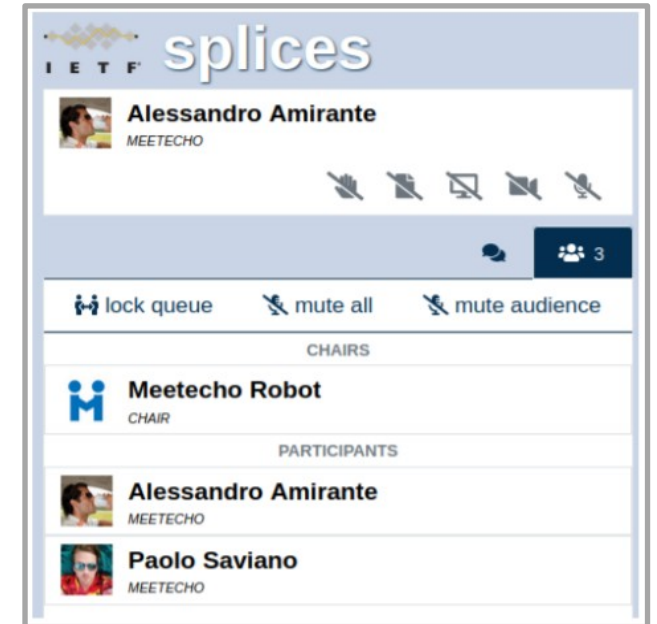 IETF® splices
Alessandro Amirante
MEETECHO
3
lock queue mute all mute audience
CHAIRS
Meetecho Robot
CHAIR
PARTICIPANTS
Alessandro Amirante
MEETECHO
Paolo Saviano
MEETECHO